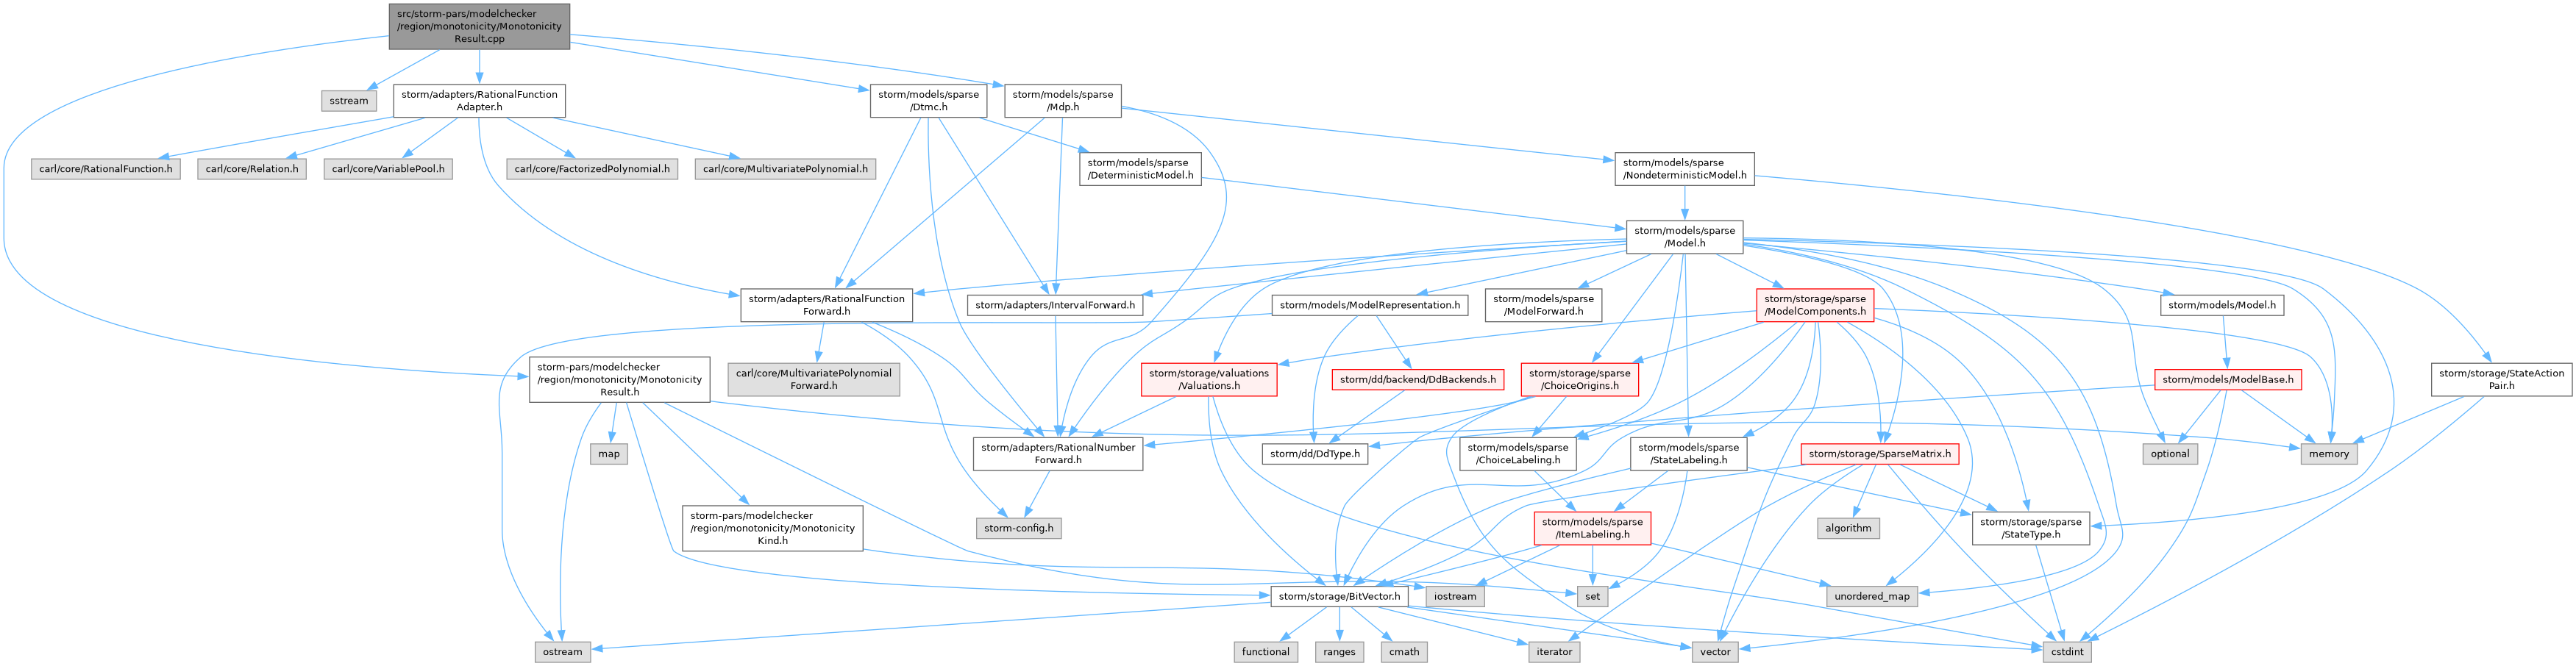 src/storm-pars/modelchecker
/region/monotonicity/Monotonicity
Result.cpp
sstream
storm/adapters/RationalFunction
Adapter.h
storm/models/sparse
/Dtmc.h
storm/models/sparse
/Mdp.h
carl/core/RationalFunction.h
carl/core/Relation.h
carl/core/VariablePool.h
carl/core/FactorizedPolynomial.h
carl/core/MultivariatePolynomial.h
storm/models/sparse
/DeterministicModel.h
storm/models/sparse
/NondeterministicModel.h
storm/models/sparse
/Model.h
storm/adapters/RationalFunction
Forward.h
storm/adapters/IntervalForward.h
storm/models/ModelRepresentation.h
storm/models/sparse
/ModelForward.h
storm/storage/sparse
/ModelComponents.h
storm/models/Model.h
storm-pars/modelchecker
/region/monotonicity/Monotonicity
Result.h
carl/core/MultivariatePolynomial
Forward.h
storm/storage/valuations
/Valuations.h
storm/dd/backend/DdBackends.h
storm/storage/sparse
/ChoiceOrigins.h
storm/models/ModelBase.h
storm/storage/StateAction
Pair.h
map
storm/adapters/RationalNumber
Forward.h
storm/dd/DdType.h
storm/models/sparse
/ChoiceLabeling.h
storm/models/sparse
/StateLabeling.h
storm/storage/SparseMatrix.h
optional
memory
storm-pars/modelchecker
/region/monotonicity/Monotonicity
Kind.h
storm-config.h
storm/models/sparse
/ItemLabeling.h
algorithm
storm/storage/sparse
/StateType.h
storm/storage/BitVector.h
iostream
set
unordered_map
ostream
functional
ranges
cmath
iterator
vector
cstdint